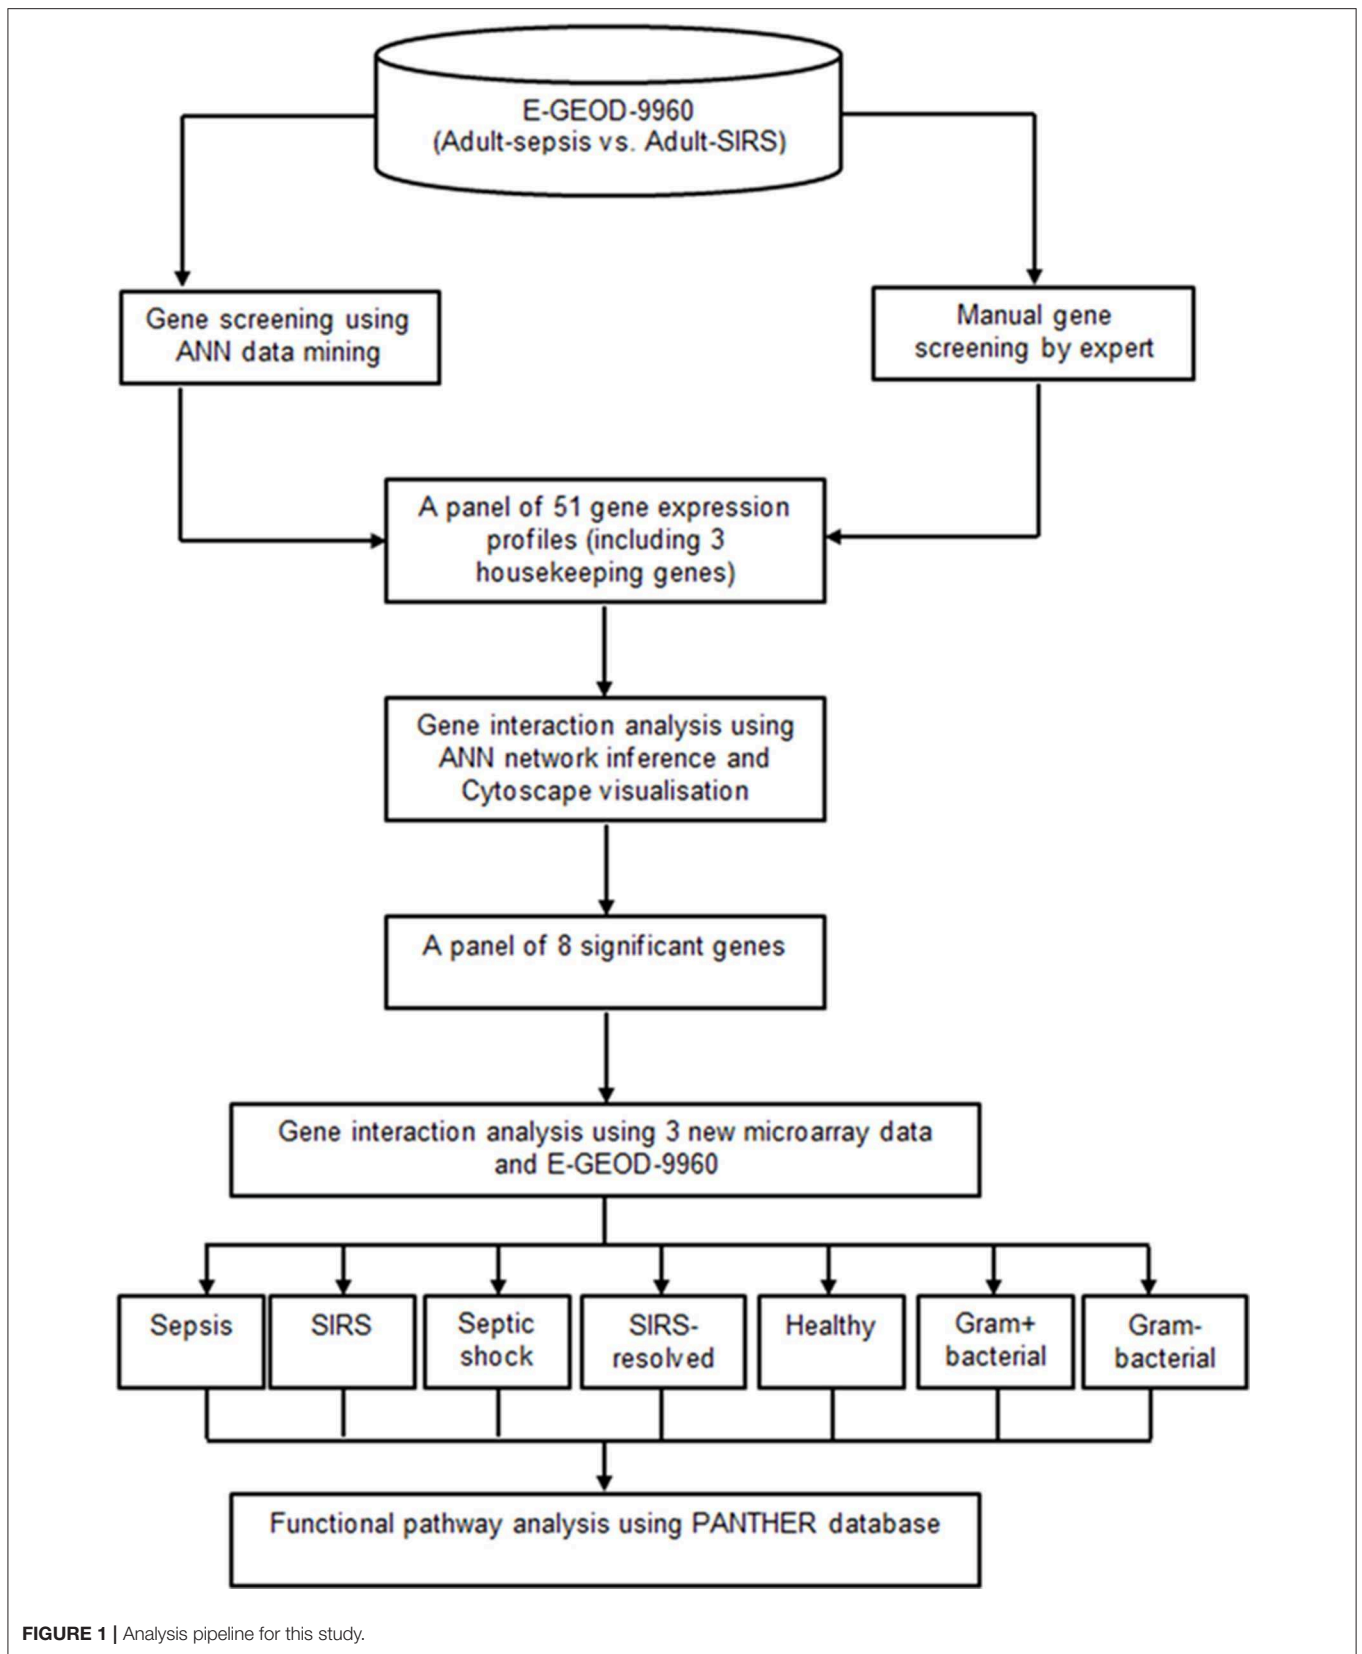 E-GEOD-9960
(Adult-sepsis vs. Adult-SIRS)
Gene screening using
ANN data mining
Manual gene
screening by expert
A panel of 51 gene expression
profiles (including 3
housekeeping genes)
Gene interaction analysis using
ANN network inference and
Cytoscape visualisation
A panel of 8 significant genes
Gene interaction analysis using 3 new microarray data
and E-GEOD-9960
Sepsis
SIRS
Septic
shock
SIRS-
resolved
Healthy
Gram+
bacterial
Gram-
bacterial
Functional pathway analysis using PANTHER database
FIGURE 1 | Analysis pipeline for this study.